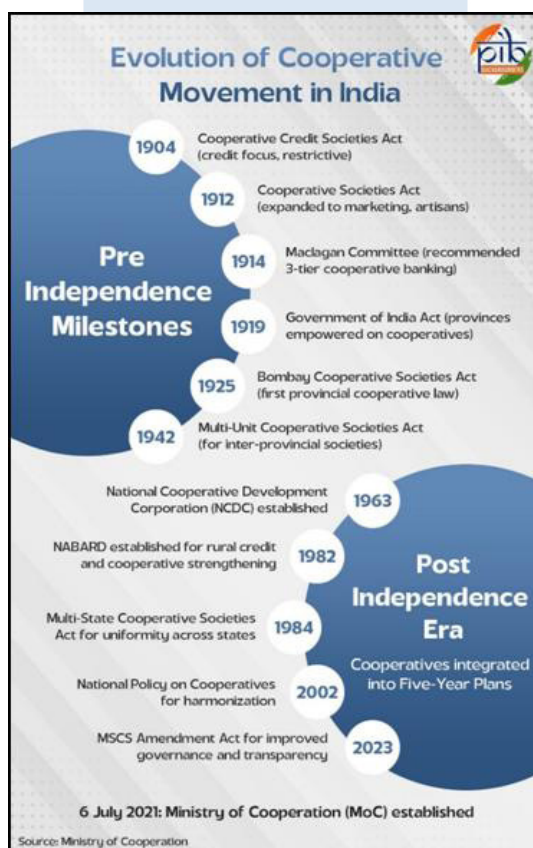 Evolution of Cooperative
Movement in India
pib
Pre
Independence
Milestones
1904
Cooperative Credit Societies Act
(credit focus, restrictive)
1912
Cooperative Societies Act
(expanded to marketing, artisans)
1914
Maclagan Committee (recommended
3-tier cooperative banking)
1919
Government of India Act (provinces
empowered on cooperatives)
1925
Bombay Cooperative Societies Act
(first provincial cooperative law)
1942
Multi-Unit Cooperative Societies Act
(for inter-provincial societies)
Post
Independence
Era
Cooperatives integrated
into Five-Year Plans
National Cooperative Development
Corporation (NCDC) established
1963
NABARD established for rural credit
and cooperative strengthening
1982
Multi-State Cooperative Societies
Act for uniformity across states
1984
National Policy on Cooperatives
for harmonization
2002
MSCS Amendment Act for improved
governance and transparency
2023
6 July 2021: Ministry of Cooperation (MoC) established
Source: Ministry of Cooperation